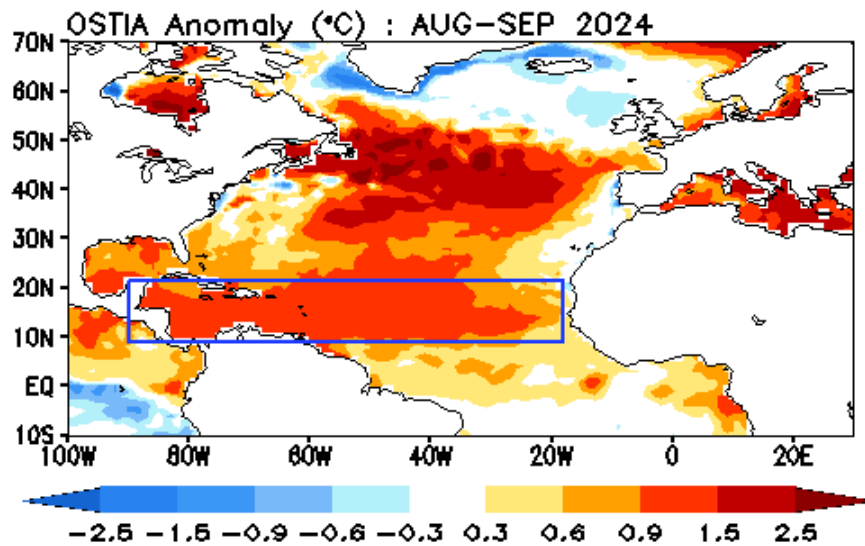 OSTIA Anomaly (°C) : AUG-SEP 2024
70N
60N
50N
40N
30N
20N
10N
EQ
10S
100W 80W 60W 40W 20W 0 20E
-2.5 -1.5 -0.9 -0.6 -0.3 0.3 0.6 0.9 1.5 2.5